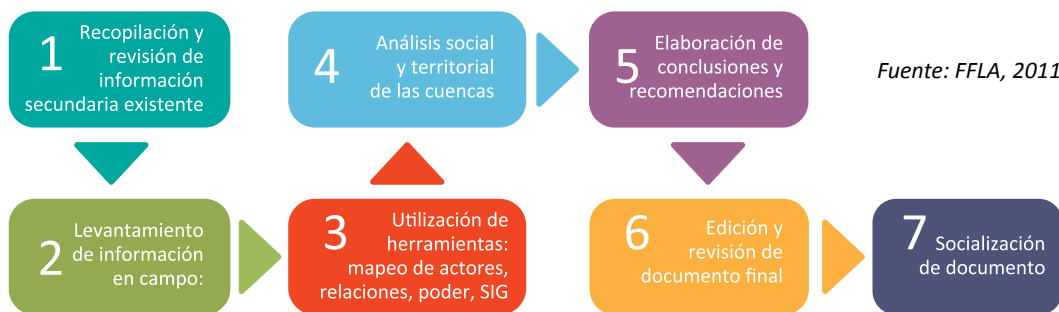 1
Recopilación y
revisión de
información
secundaria existente
2
Levantamiento
de información
en campo:
3
Utilización de
herramientas:
mapeo de actores,
relaciones, poder, SIG
4
Análisis social
y territorial
de las cuencas
5
Elaboración de
conclusiones y
recomendaciones
6
Edición y
revisión de
documento final
7
Socialización
de documento
Fuente: FFLA, 2011